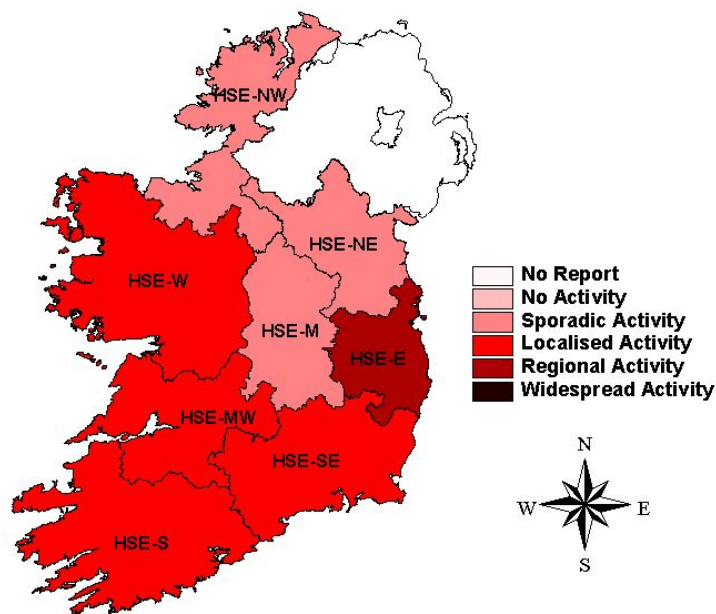 HSE-NW
HSE-NE
HSE-W
HSE-M
HSE-E
HSE-MW
HSE-SE
HSE-S
No Report
No Activity
Sporadic Activity
Localised Activity
Regional Activity
Widespread Activity
N
W E
S